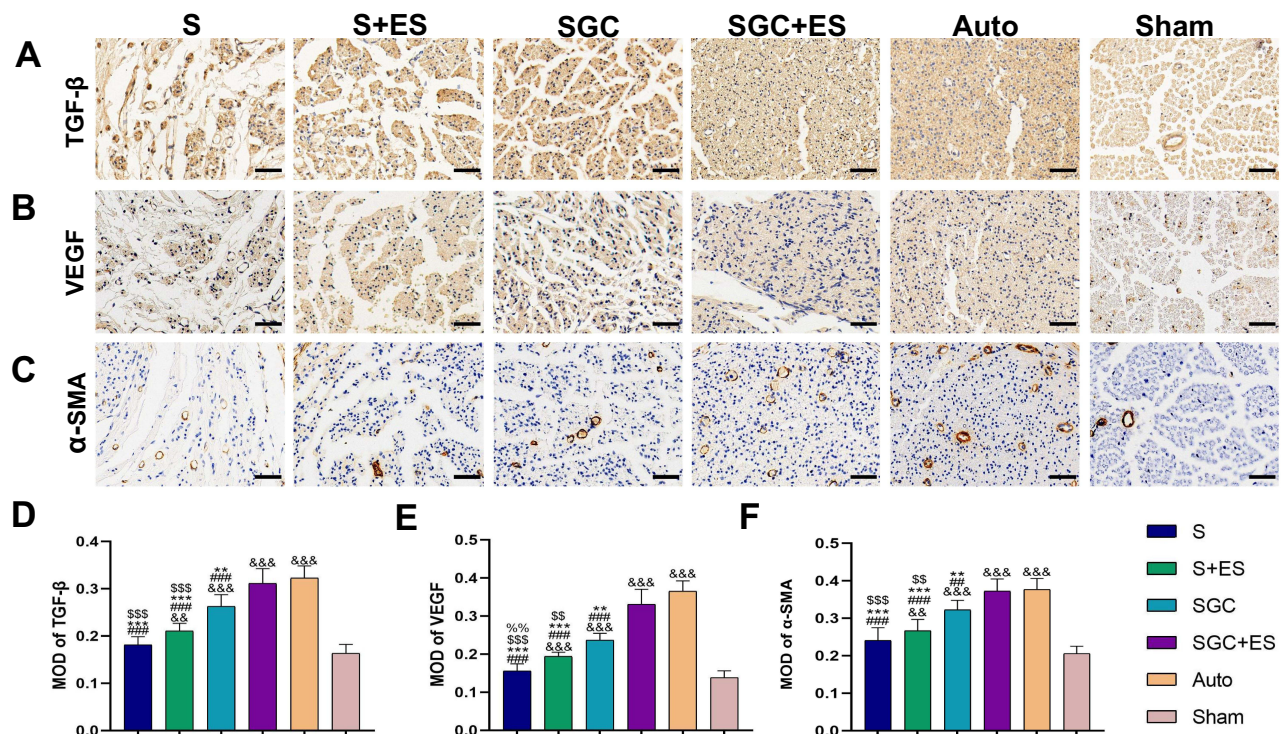 S S+ES SGC SGC+ES Auto Sham
A
TGF-β
B
VEGF
C
α-SMA
D
MOD of TGF-β
0.4
0.3
0.2
0.1
0.0
$$$
***
###
$$$
***
###
&&
**
###
&&&
&&&
&&&
E
MOD of VEGF
0.5
0.4
0.3
0.2
0.1
0.0
%%
$$$
***
###
$$
***
###
&&&
**
###
&&&
&&&
&&&
F
MOD of α-SMA
0.5
0.4
0.3
0.2
0.1
0.0
$$$
***
###
$$
***
###
&&
**
##
&&&
&&&
&&&
S
S+ES
SGC
SGC+ES
Auto
Sham